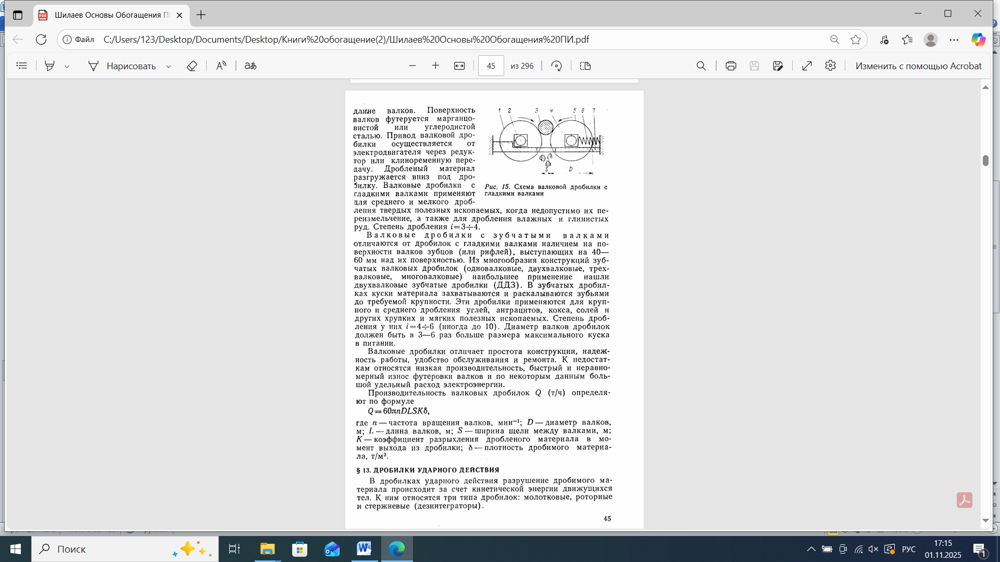 Шилаев Основы Обогащения П
Файл
C:/Users/123/Desktop/Documents/Desktop/Книги%20обогащение(2)/Шилаев%20Основы%20Обогащения%20ПИ.pdf
Нарисовать
aあ
45
из 296
Изменить с помощью Acrobat
длине валков. Поверхность
валков футеруется марганцо-
вистой или углеродистой
сталью. Привод валковой дро-
билки осуществляется от
электродвигателя через редук-
тор или клиноременную пере-
дачу. Дробленый материал
разгружается вниз под дро-
билку. Валковые дробилки с
гладкими валками применяют
для среднего и мелкого дроб-
1 2 3 4 5 6 7
S D
Рис. 15. Схема валковой дробилки с
гладкими валками
ления твердых полезных ископаемых, когда недопустимо их пе-
реизмельчение, а также для дробления влажных и глинистых
руд. Степень дробления i=3÷4.
Валковые дробилки с зубчатыми валками
отличаются от дробилок с гладкими валками наличием на по-
верхности валков зубцов (или рифлей), выступающих на 40—
60 мм над их поверхностью. Из многообразия конструкций зуб-
чатых валковых дробилок (одновалковые, двухвалковые, трех-
валковые, многовалковые) наибольшее применение нашли
двухвалковые зубчатые дробилки (ДДЗ). В зубчатых дробил-
ках куски материала захватываются и раскалываются зубьями
до требуемой крупности. Эти дробилки применяются для круп-
ного и среднего дробления углей, антрацитов, кокса, солей и
других хрупких и мягких полезных ископаемых. Степень дроб-
ления у них i=4÷6 (иногда до 10). Диаметр валков дробилок
должен быть в 3—6 раз больше размера максимального куска
в питании.
Валковые дробилки отличает простота конструкции, надеж-
ность работы, удобство обслуживания и ремонта. К недостат-
кам относятся низкая производительность, быстрый и неравно-
мерный износ футеровки валков и по некоторым данным боль-
шой удельный расход электроэнергии.
Производительность валковых дробилок Q (т/ч) определя-
ют по формуле
Q=60πnDLSKδ,
где n — частота вращения валков, мин⁻¹; D — диаметр валков,
м; L — длина валков, м; S — ширина щели между валками, м;
K — коэффициент разрыхления дробленого материала в мо-
мент выхода из дробилки; δ — плотность дробимого материа-
ла, т/м³.
§ 13. ДРОБИЛКИ УДАРНОГО ДЕЙСТВИЯ
В дробилках ударного действия разрушение дробимого ма-
териала происходит за счет кинетической энергии движущихся
тел. К ним относятся три типа дробилок: молотковые, роторные
и стержневые (дезинтеграторы).
45
Поиск
РУС
17:15
01.11.2025
1